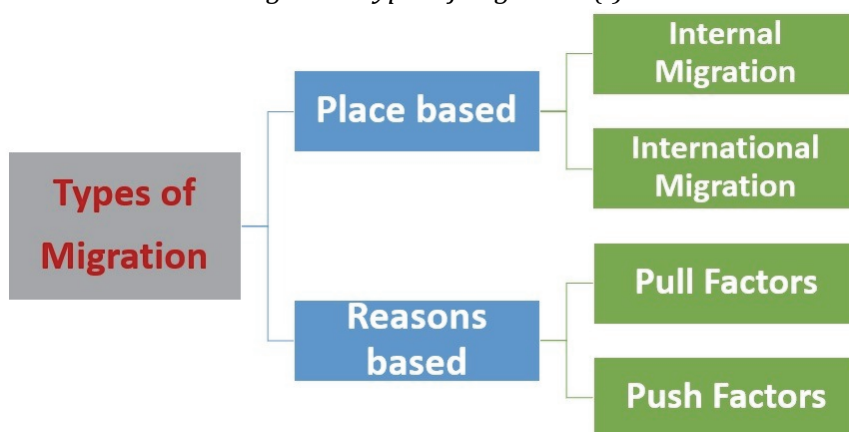 Internal
Migration
Place based
International
Migration
Types of
Migration
Pull Factors
Reasons
based
Push Factors